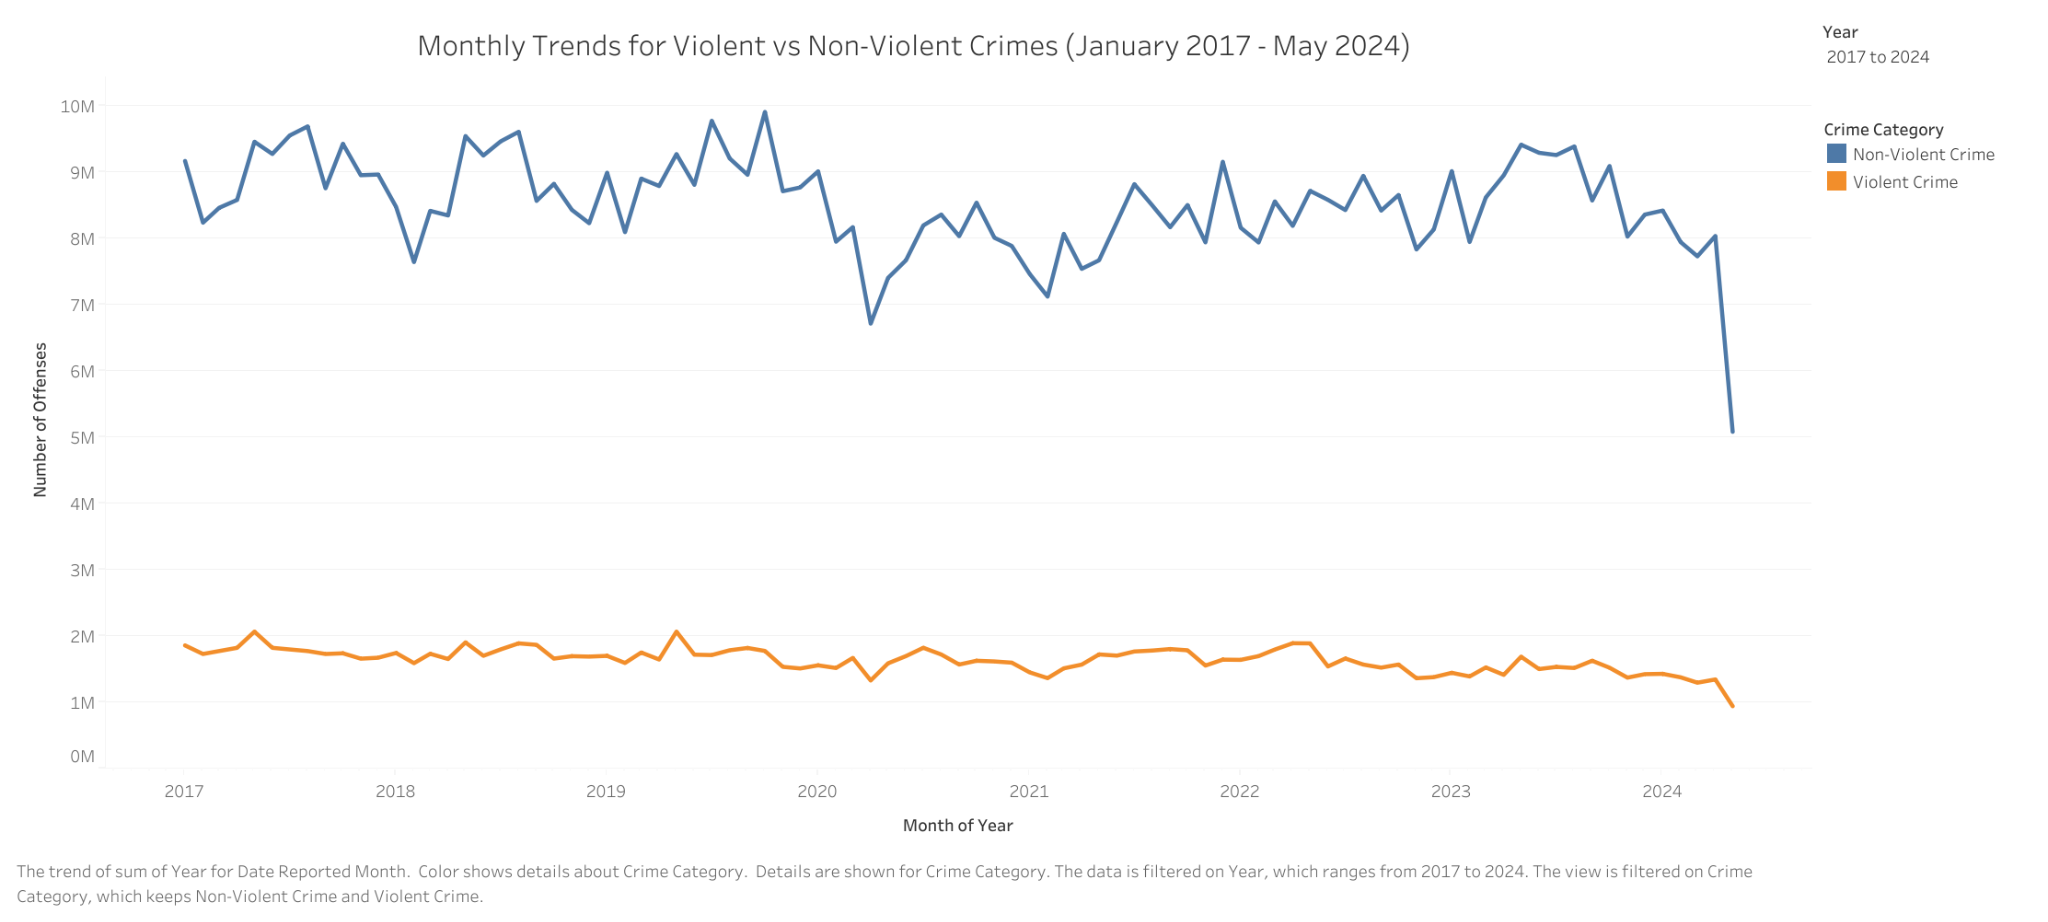 Monthly Trends for Violent vs Non-Violent Crimes (January 2017 - May 2024)
Year
2017 to 2024
Crime Category
Non-Violent Crime
Violent Crime
10M
9M
8M
7M
6M
5M
4M
3M
2M
1M
0M
Number of Offenses
2017
2018
2019
2020
2021
2022
2023
2024
Month of Year
The trend of sum of Year for Date Reported Month.  Color shows details about Crime Category.  Details are shown for Crime Category. The data is filtered on Year, which ranges from 2017 to 2024. The view is filtered on Crime
Category, which keeps Non-Violent Crime and Violent Crime.